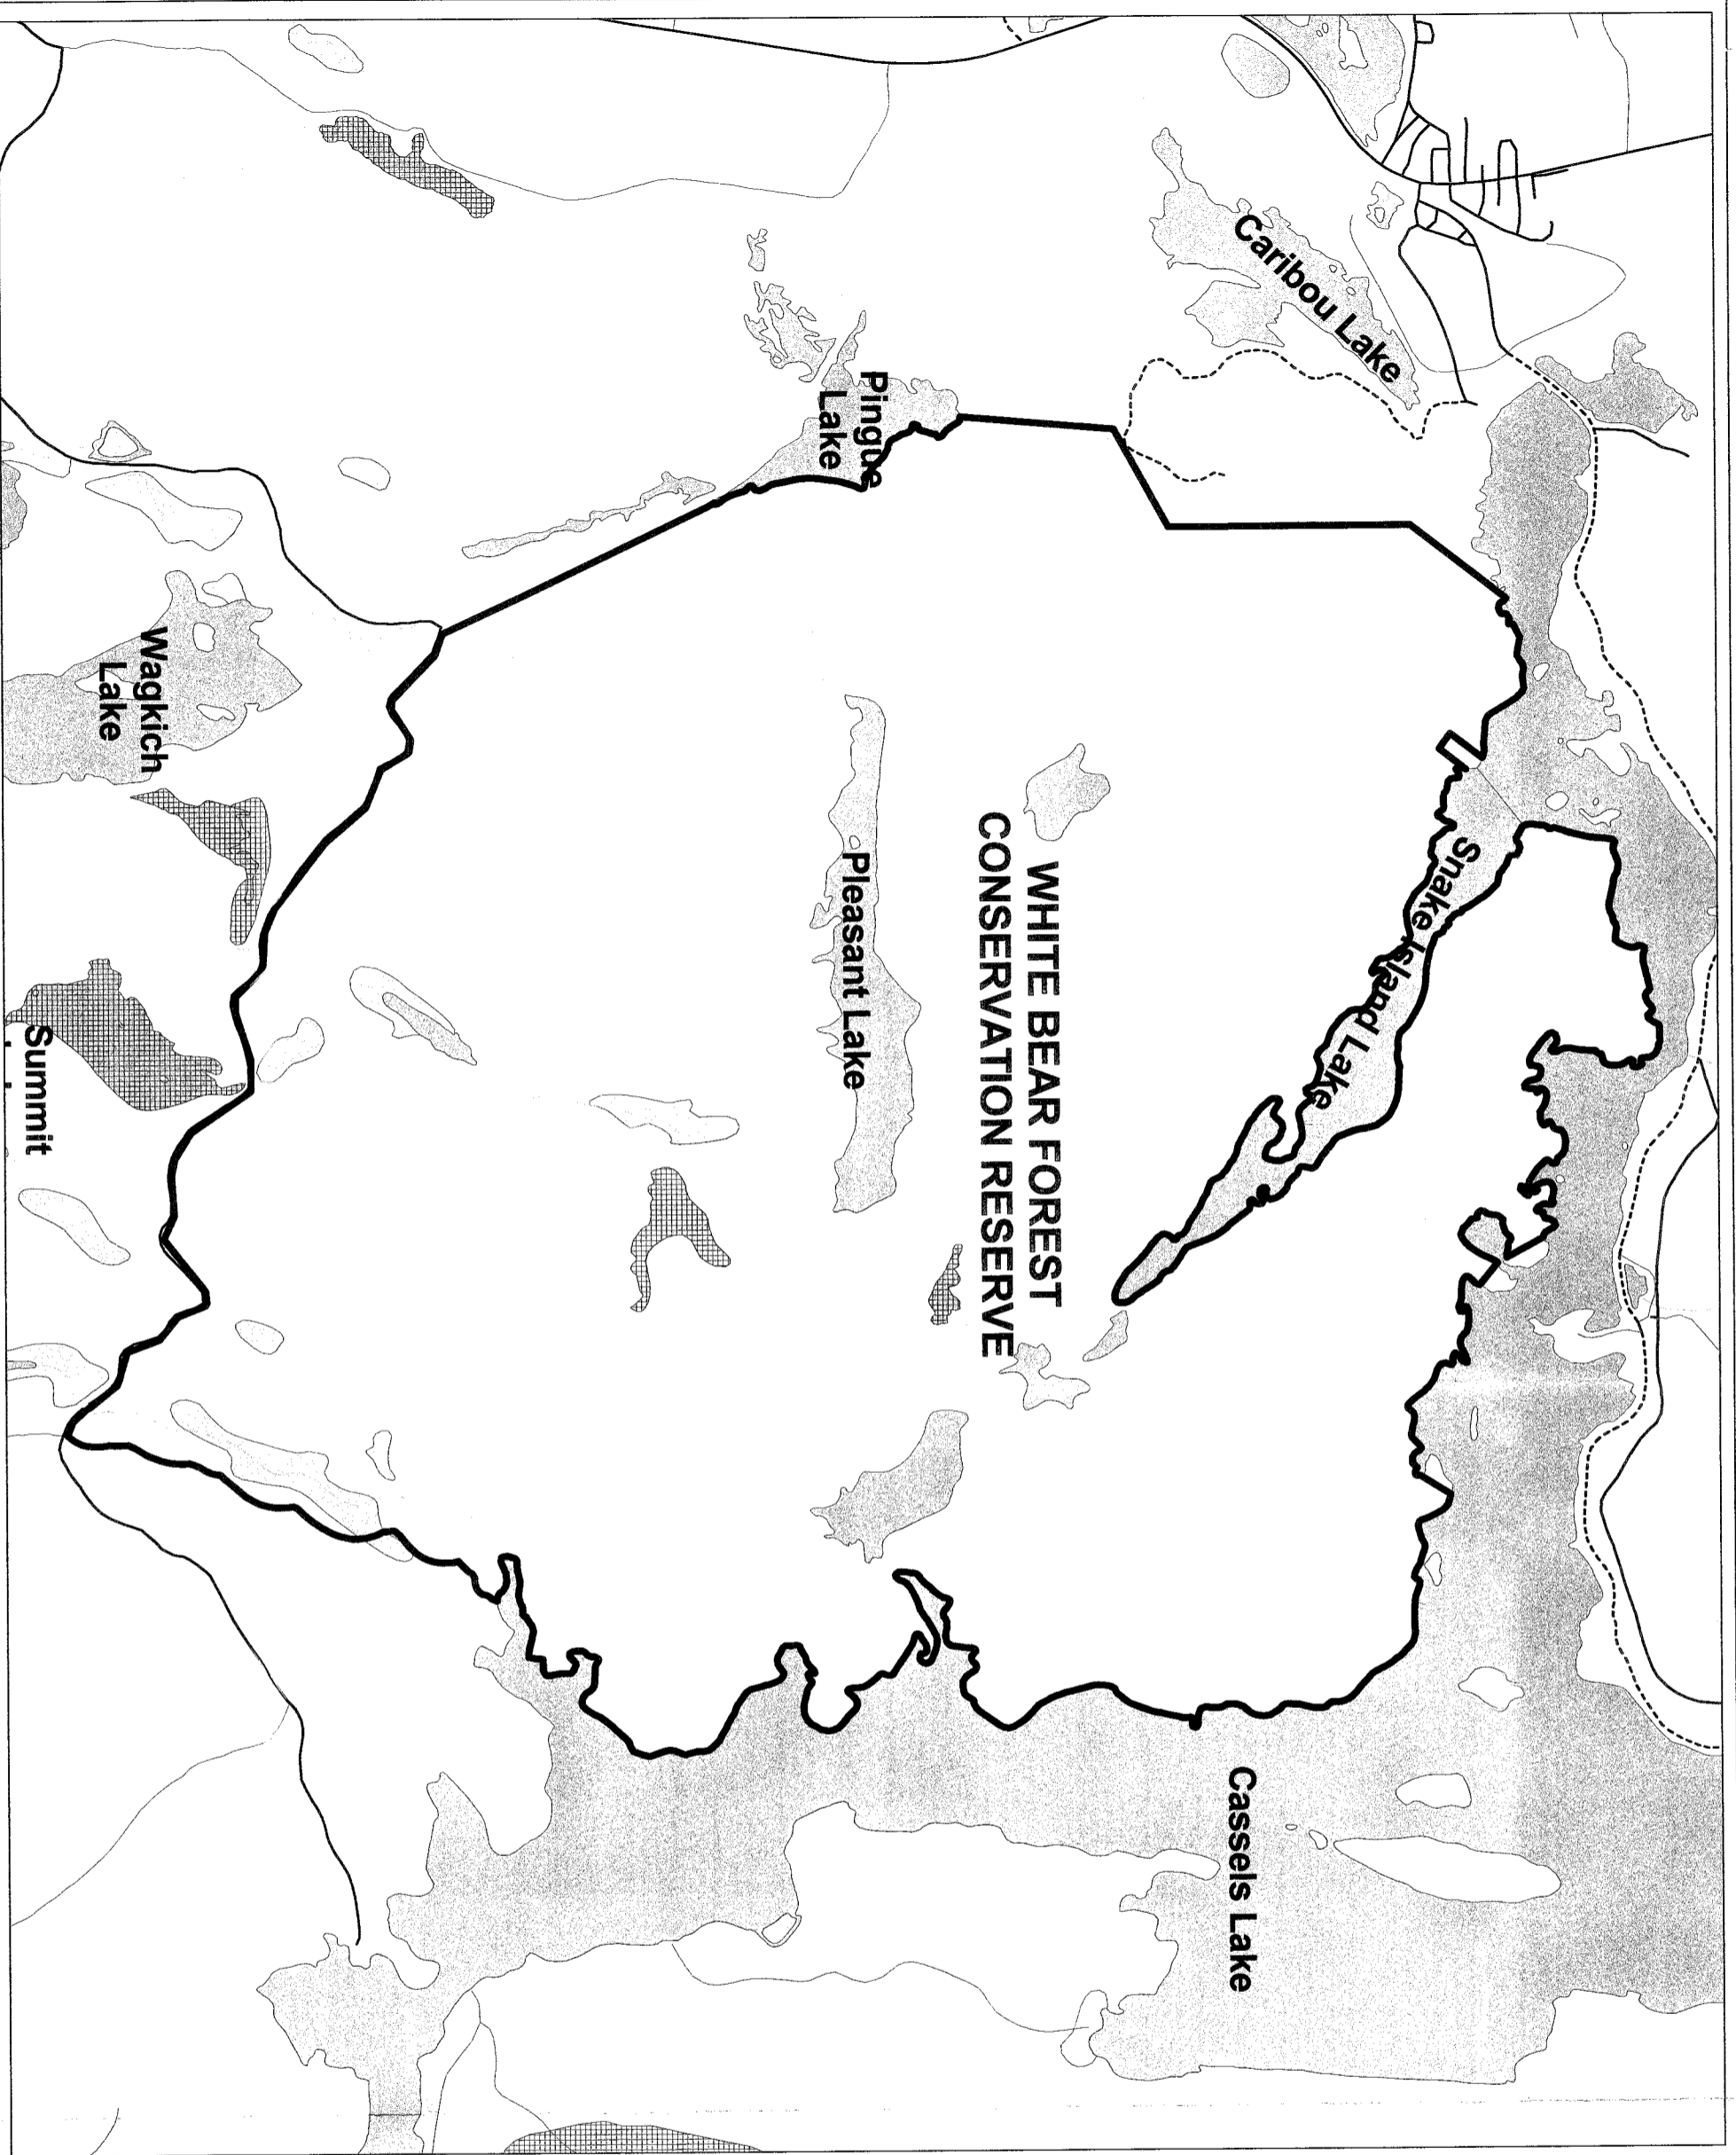 Snake Island Lake
Caribou Lake
Cassels Lake
WHITE BEAR FOREST
CONSERVATION RESERVE
Pingue
Lake
Pleasant Lake
Wagkich
Lake
Summit